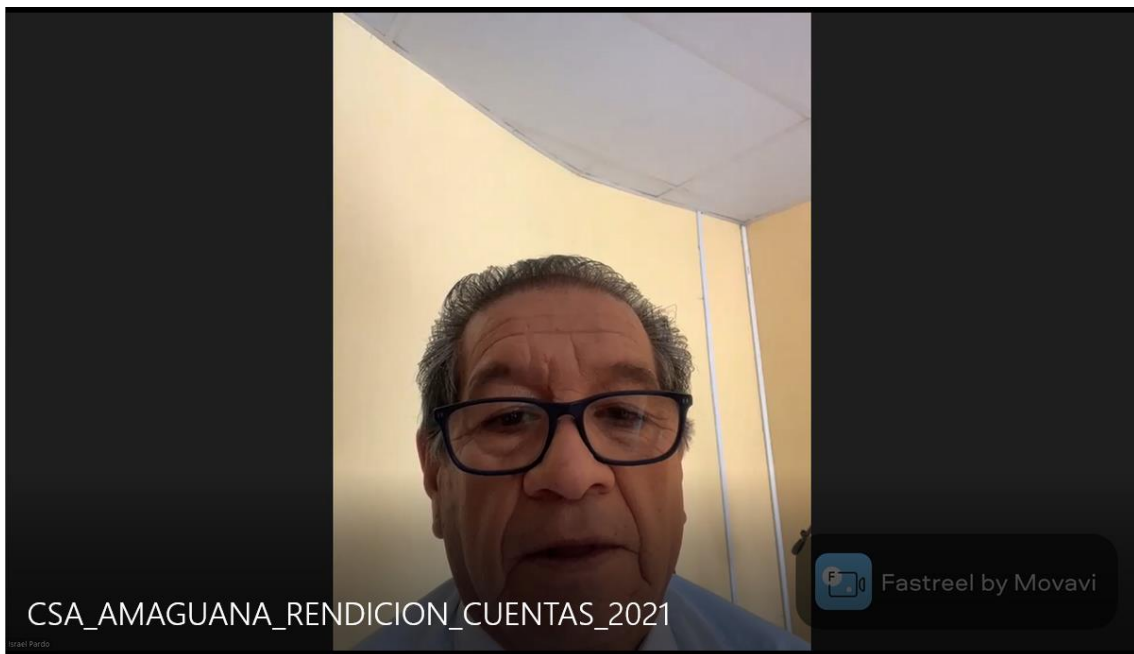 Fastreel by Movavi
CSA_AMAGUANA_RENDICION_CUENTAS_2021
Israel Pardo